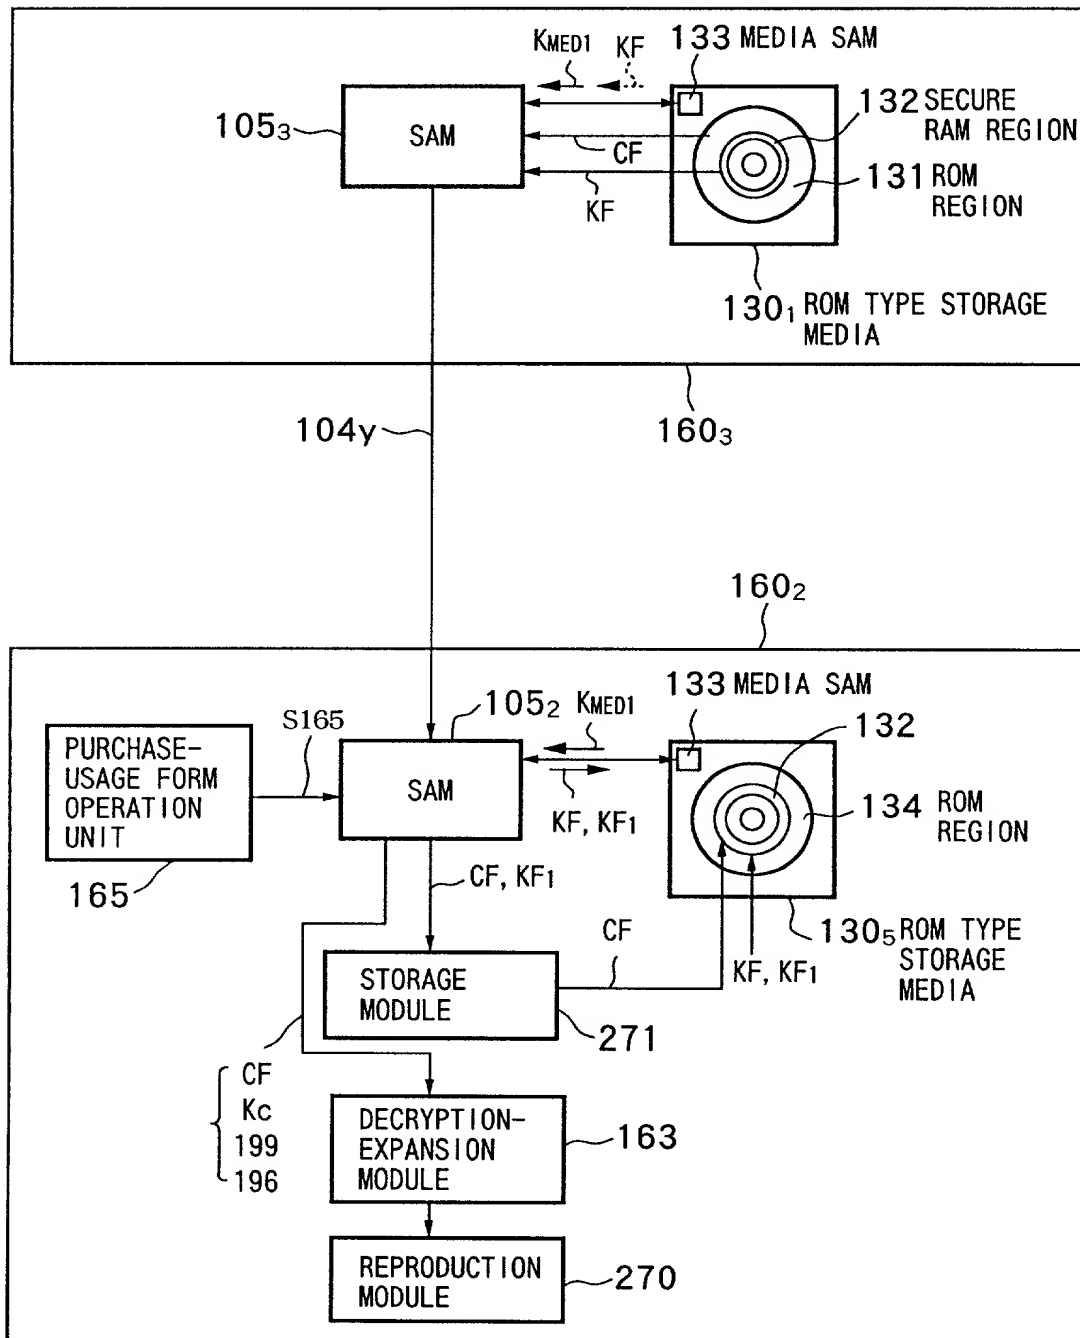 133 MEDIA SAM
KMED1 KF
132 SECURE
RAM REGION
105₃
SAM
CF
131 ROM
REGION
KF
130₁ ROM TYPE STORAGE
MEDIA
104y
160₃
160₂
133 MEDIA SAM
105₂
KMED1
132
S165
PURCHASE-
USAGE FORM
OPERATION
UNIT
SAM
KF, KF₁
134 ROM
REGION
165
CF, KF₁
CF
130₅ ROM TYPE
STORAGE
MEDIA
KF, KF₁
STORAGE
MODULE
271
CF
Kc
199
196
DECRYPTION-
EXPANSION
MODULE
163
REPRODUCTION
MODULE
270